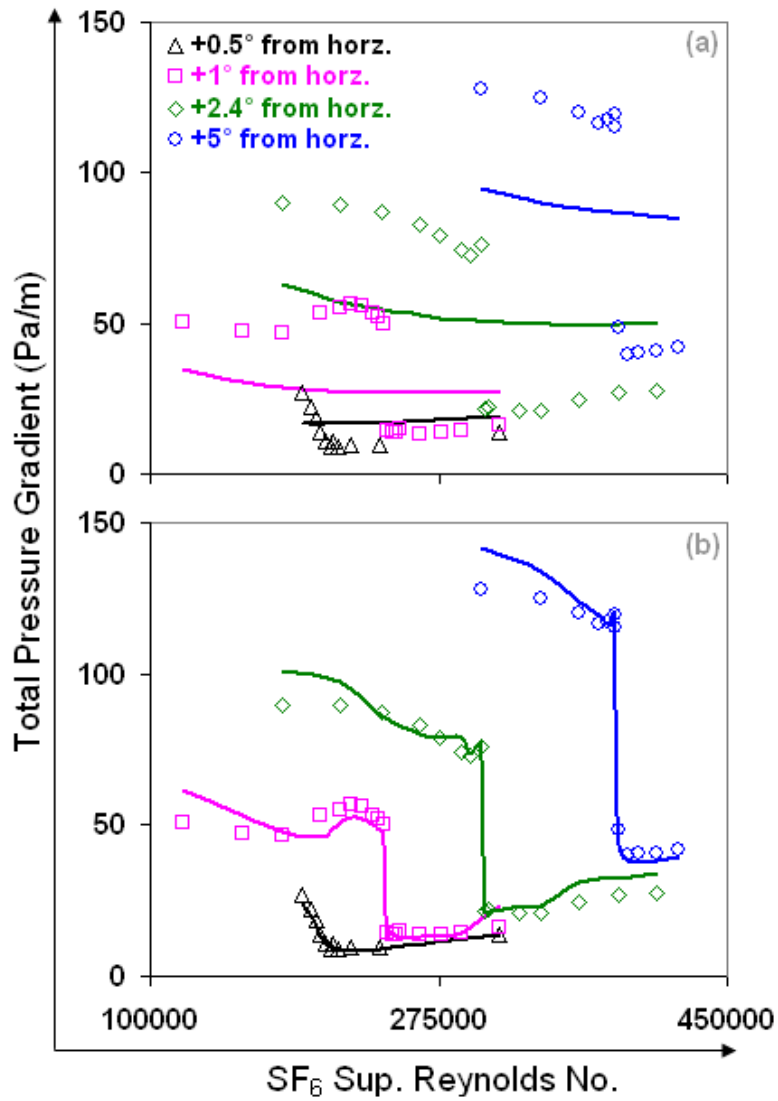 150
(a)
+0.5° from horz.
+1° from horz.
+2.4° from horz.
+5° from horz.
100
50
0
150
(b)
100
50
0
100000
275000
450000
Total Pressure Gradient (Pa/m)
SF6 Sup. Reynolds No.